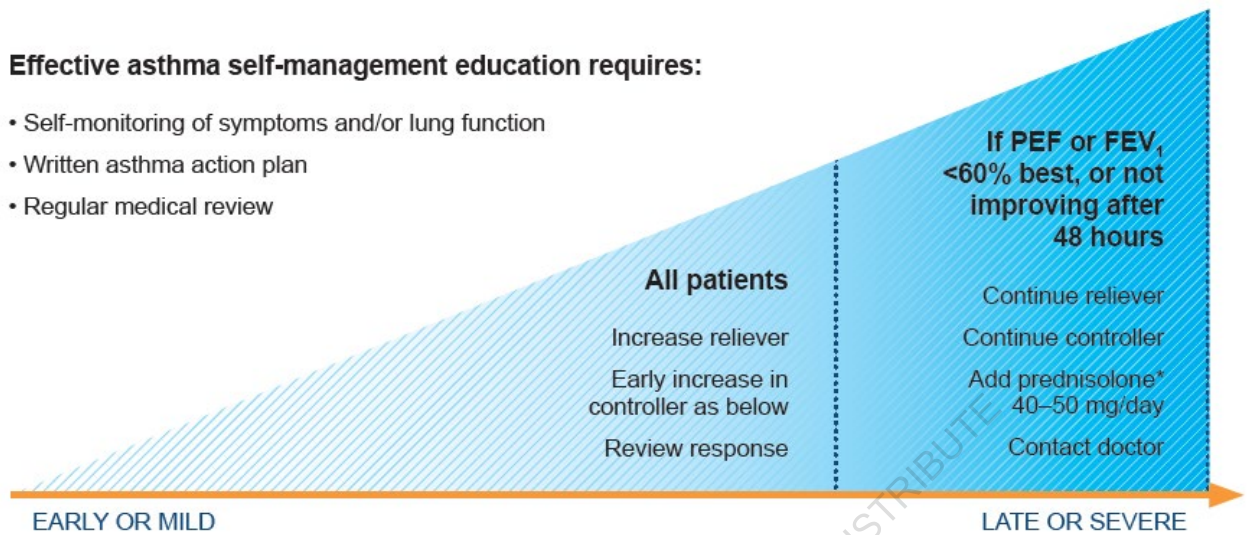 Effective asthma self-management education requires:
• Self-monitoring of symptoms and/or lung function
• Written asthma action plan
• Regular medical review
All patients
Increase reliever
Early increase in
controller as below
Review response
If PEF or FEV₁
<60% best, or not
improving after
48 hours
Continue reliever
Continue controller
Add prednisolone*
40–50 mg/day
Contact doctor
EARLY OR MILD
LATE OR SEVERE